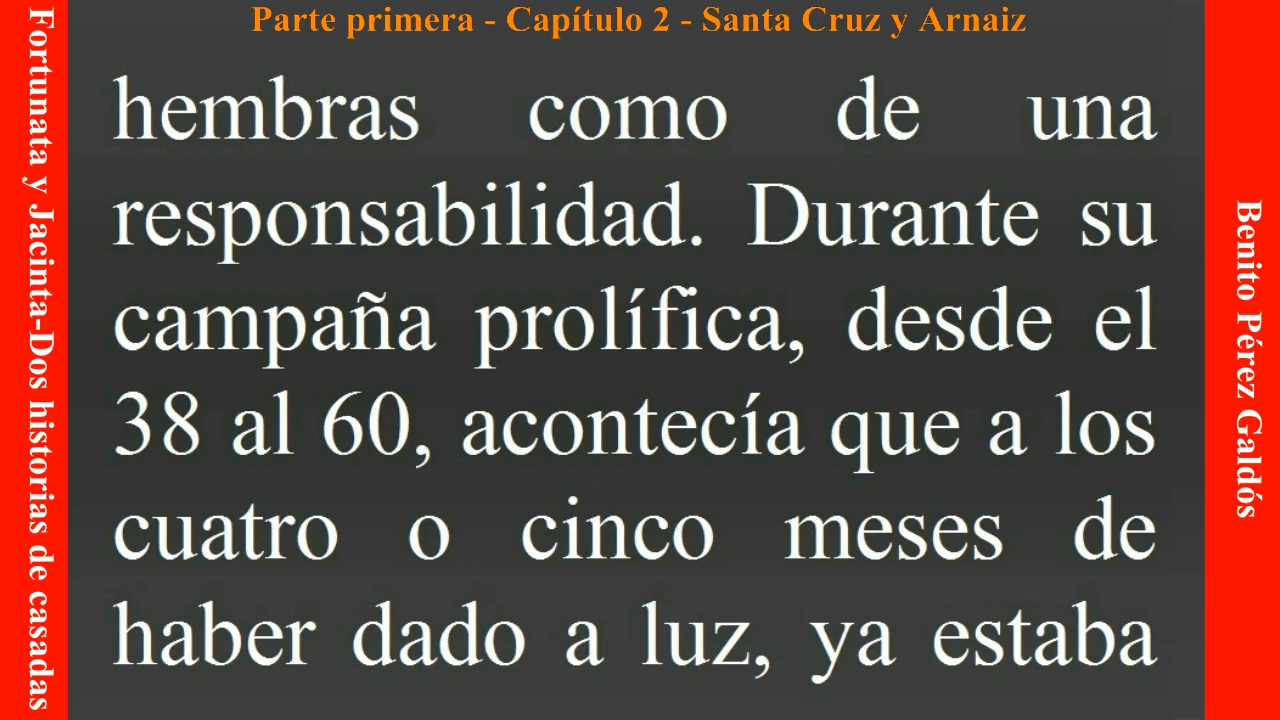 Parte primera - Capítulo 2 - Santa Cruz y Arnaiz
Fortunata y Jacinta-Dos historias de casadas
hembras como de una
responsabilidad. Durante su
campaña prolífica, desde el
38 al 60, acontecía que a los
cuatro o cinco meses de
haber dado a luz, ya estaba
Benito Pérez Galdós